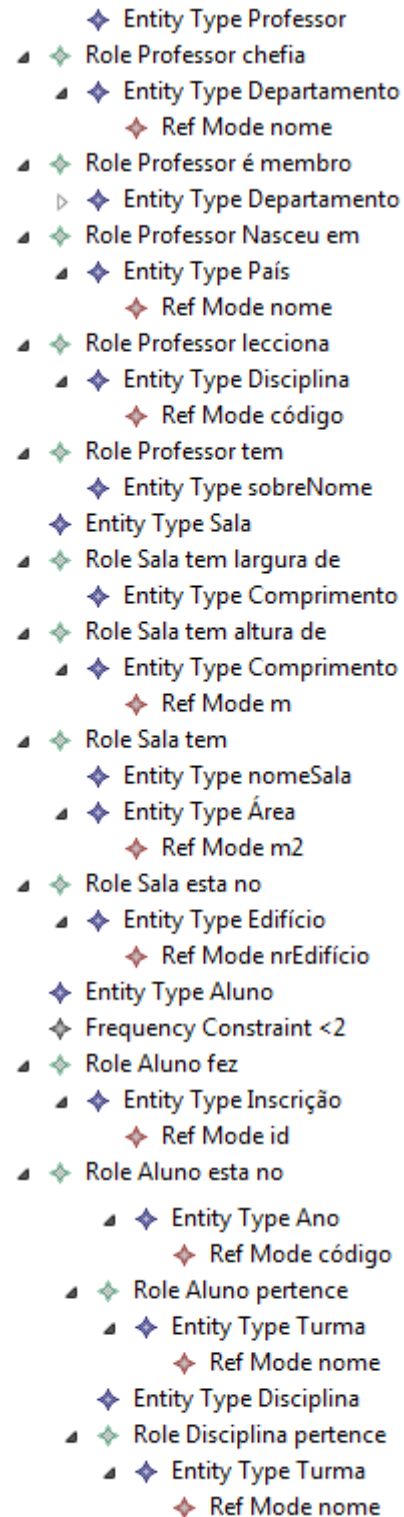 Entity Type Professor
Role Professor chefia
Entity Type Departamento
Ref Mode nome
Role Professor é membro
Entity Type Departamento
Role Professor Nasceu em
Entity Type País
Ref Mode nome
Role Professor lecciona
Entity Type Disciplina
Ref Mode código
Role Professor tem
Entity Type sobreNome
Entity Type Sala
Role Sala tem largura de
Entity Type Comprimento
Role Sala tem altura de
Entity Type Comprimento
Ref Mode m
Role Sala tem
Entity Type nomeSala
Entity Type Área
Ref Mode m2
Role Sala esta no
Entity Type Edifício
Ref Mode nrEdifício
Entity Type Aluno
Frequency Constraint <2
Role Aluno fez
Entity Type Inscrição
Ref Mode id
Role Aluno esta no
Entity Type Ano
Ref Mode código
Role Aluno pertence
Entity Type Turma
Ref Mode nome
Entity Type Disciplina
Role Disciplina pertence
Entity Type Turma
Ref Mode nome